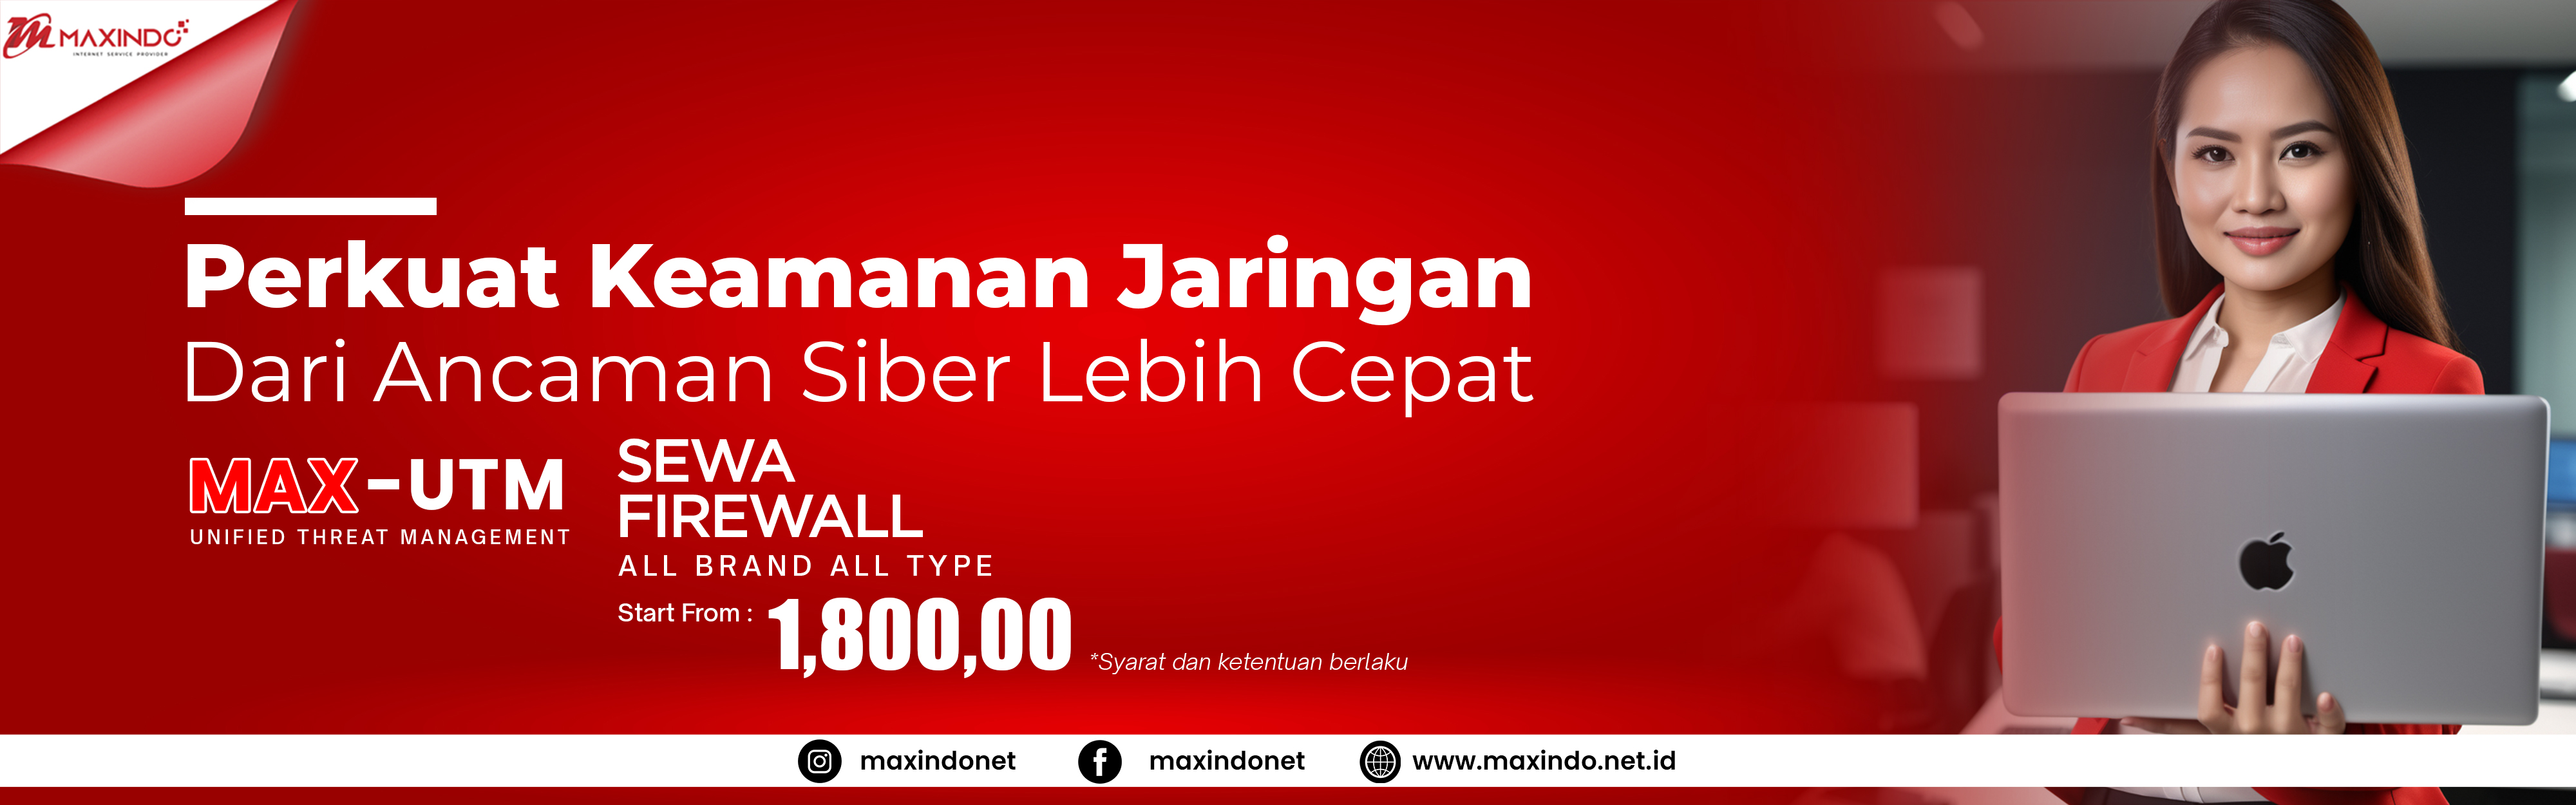 MAXINDO
INTERNET SERVICE PROVIDER
Perkuat Keamanan Jaringan
Dari Ancaman Siber Lebih Cepat
MAX-UTM
UNIFIED THREAT MANAGEMENT
SEWA
FIREWALL
ALL BRAND ALL TYPE
Start From : 1,800,00 *Syarat dan ketentuan berlaku
maxindonet maxindonet www.maxindo.net.id